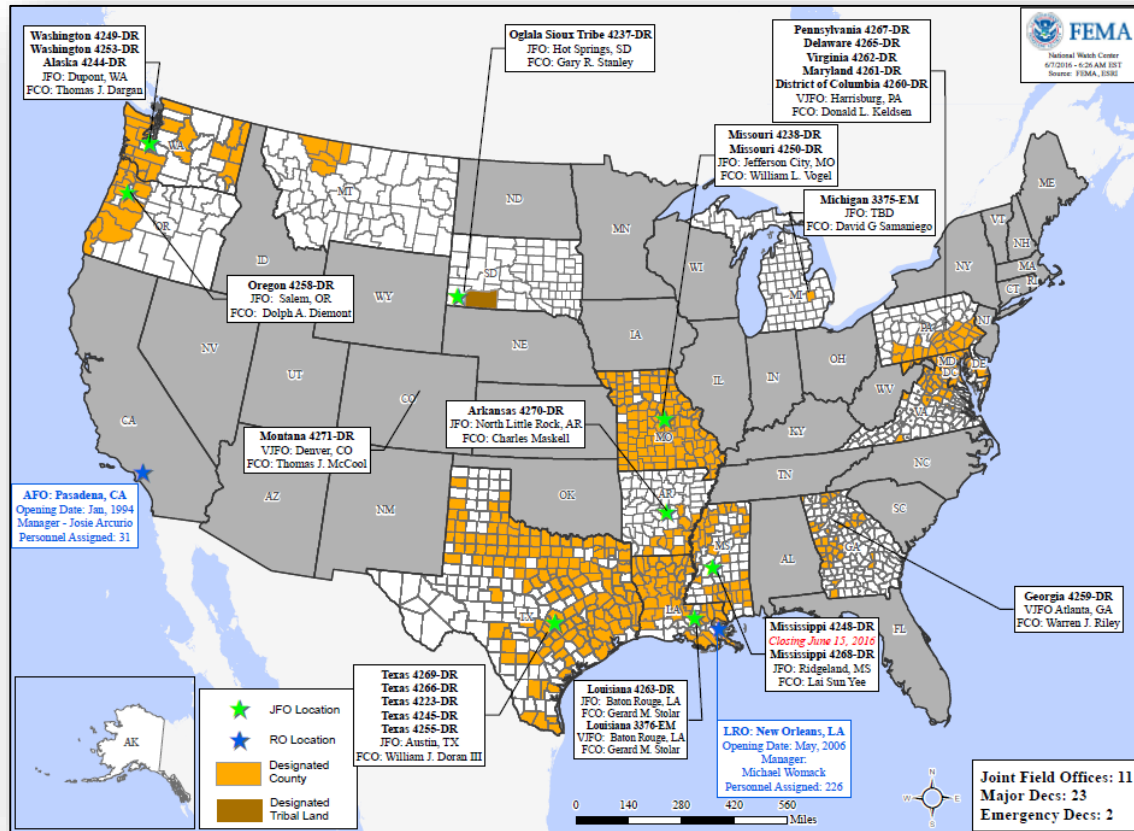 Washington 4249-DR
Washington 4253-DR
Alaska 4244-DR
JFO: Dupont, WA
FCO: Thomas J. Dargan
Oglala Sioux Tribe 4237-DR
JFO: Hot Springs, SD
FCO: Gary R. Stanley
Pennsylvania 4267-DR
Delaware 4265-DR
Virginia 4262-DR
Maryland 4261-DR
District of Columbia 4260-DR
VJFO: Harrisburg, PA
FCO: Donald L. Keldsen
FEMA
National Watch Center
6/7/2016 - 6:26 AM EST
Source: FEMA, ESRI
Missouri 4238-DR
Missouri 4250-DR
JFO: Jefferson City, MO
FCO: William L. Vogel
Michigan 3375-EM
JFO: TBD
FCO: David G Samaniego
WA
MT
ND
MN
ME
VT
NH
OR
ID
SD
WI
MI
NY
MA
RI
CT
Oregon 4258-DR
JFO: Salem, OR
FCO: Dolph A. Diemont
WY
IA
PA
NJ
NV
NE
OH
MD
DE
DC
UT
IL
IN
WV
VA
CA
CO
Arkansas 4270-DR
JFO: North Little Rock, AR
FCO: Charles Maskell
MO
KY
Montana 4271-DR
VJFO: Denver, CO
FCO: Thomas J. McCool
NC
TN
AZ
NM
OK
AR
SC
AFO: Pasadena, CA
Opening Date: Jan, 1994
Manager - Josie Arcurio
Personnel Assigned: 31
MS
AL
GA
TX
LA
FL
Georgia 4259-DR
VJFO Atlanta, GA
FCO: Warren J. Riley
Mississippi 4248-DR
Closing June 15, 2016
Mississippi 4268-DR
JFO: Ridgeland, MS
FCO: Lai Sun Yee
Texas 4269-DR
Texas 4266-DR
Texas 4223-DR
Texas 4245-DR
Texas 4255-DR
JFO: Austin, TX
FCO: William J. Doran III
Louisiana 4263-DR
JFO: Baton Rouge, LA
FCO: Gerard M. Stolar
Louisiana 3376-EM
VJFO: Baton Rouge, LA
FCO: Gerard M. Stolar
LRO: New Orleans, LA
Opening Date: May, 2006
Manager:
Michael Womack
Personnel Assigned: 226
AK
JFO Location
RO Location
Designated
County
Designated
Tribal Land
0 140 280 420 560
Miles
N
W E
S
Joint Field Offices: 11
Major Decs: 23
Emergency Decs: 2